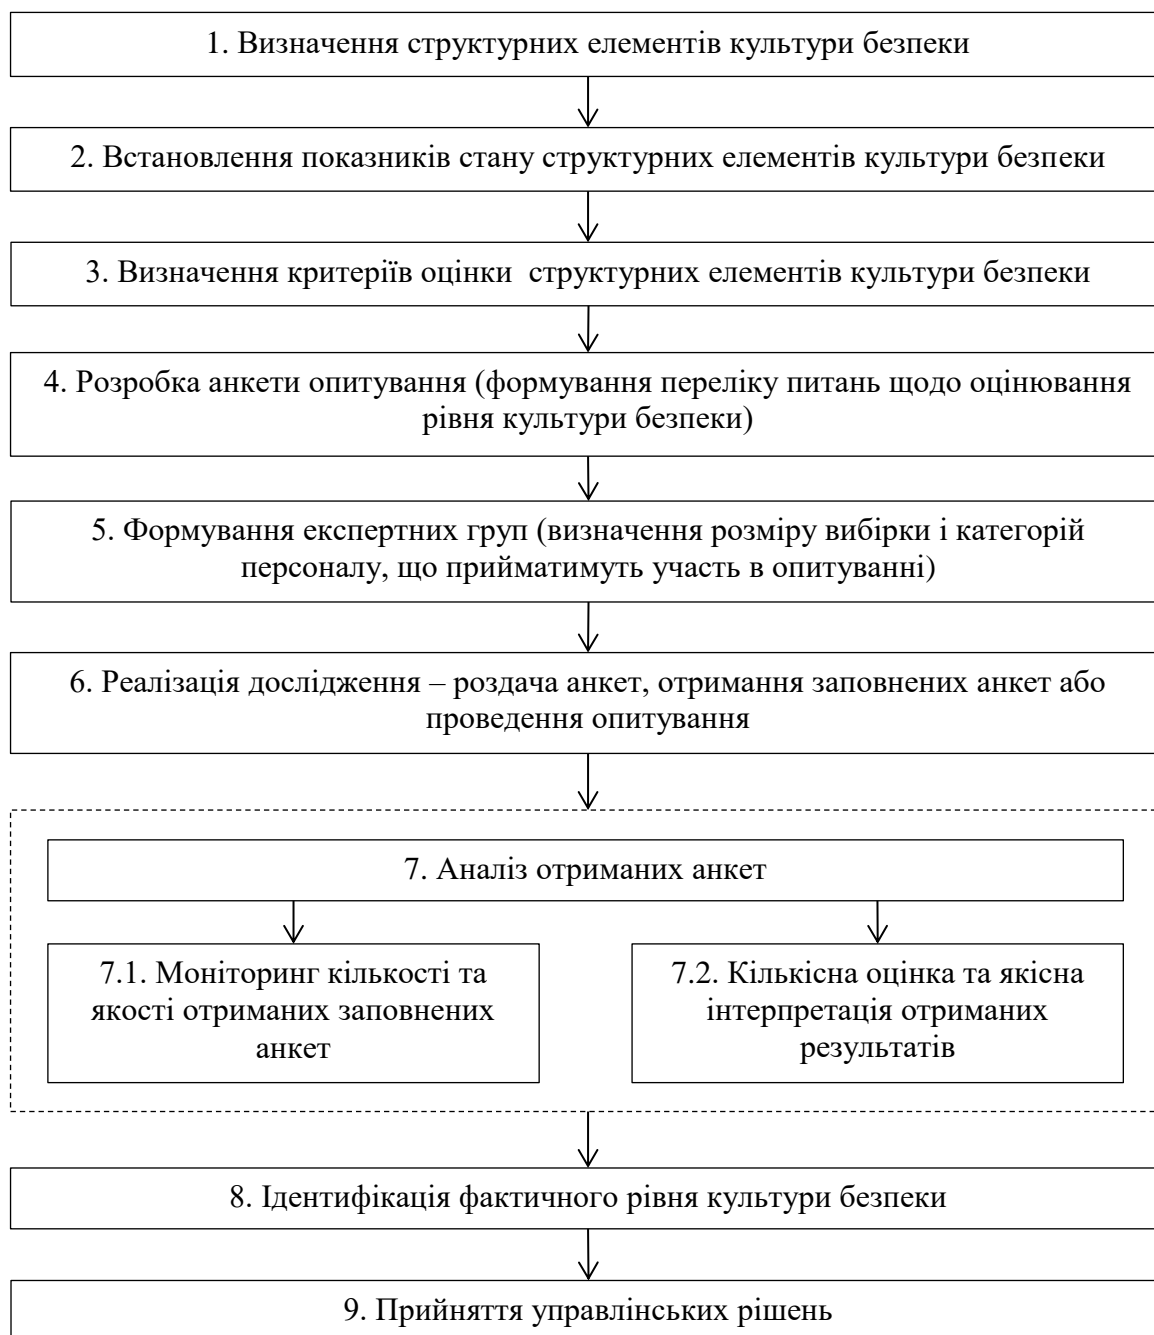 1. Визначення структурних елементів культури безпеки
2. Встановлення показників стану структурних елементів культури безпеки
3. Визначення критеріїв оцінки  структурних елементів культури безпеки
4. Розробка анкети опитування (формування переліку питань щодо оцінювання
рівня культури безпеки)
5. Формування експертних груп (визначення розміру вибірки і категорій
персоналу, що прийматимуть участь в опитуванні)
6. Реалізація дослідження – роздача анкет, отримання заповнених анкет або
проведення опитування
7. Аналіз отриманих анкет
7.1. Моніторинг кількості та
якості отриманих заповнених
анкет
7.2. Кількісна оцінка та якісна
інтерпретація отриманих
результатів
8. Ідентифікація фактичного рівня культури безпеки
9. Прийняття управлінських рішень